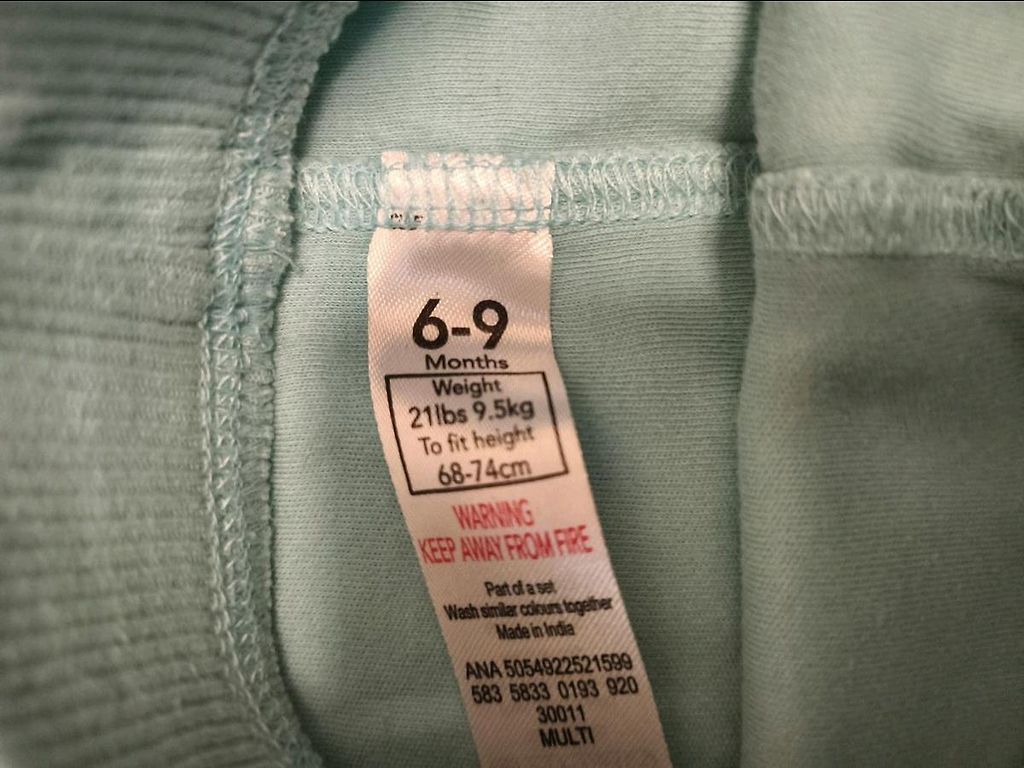 6-9
Months
Weight
21lbs 9.5kg
To fit height
68-74cm
WARNING
KEEP AWAY FROM FIRE
Part of a set
Wash similar colours together
Made in India
ANA 5054922521599
583 5833 0193 920
30011
MULTI